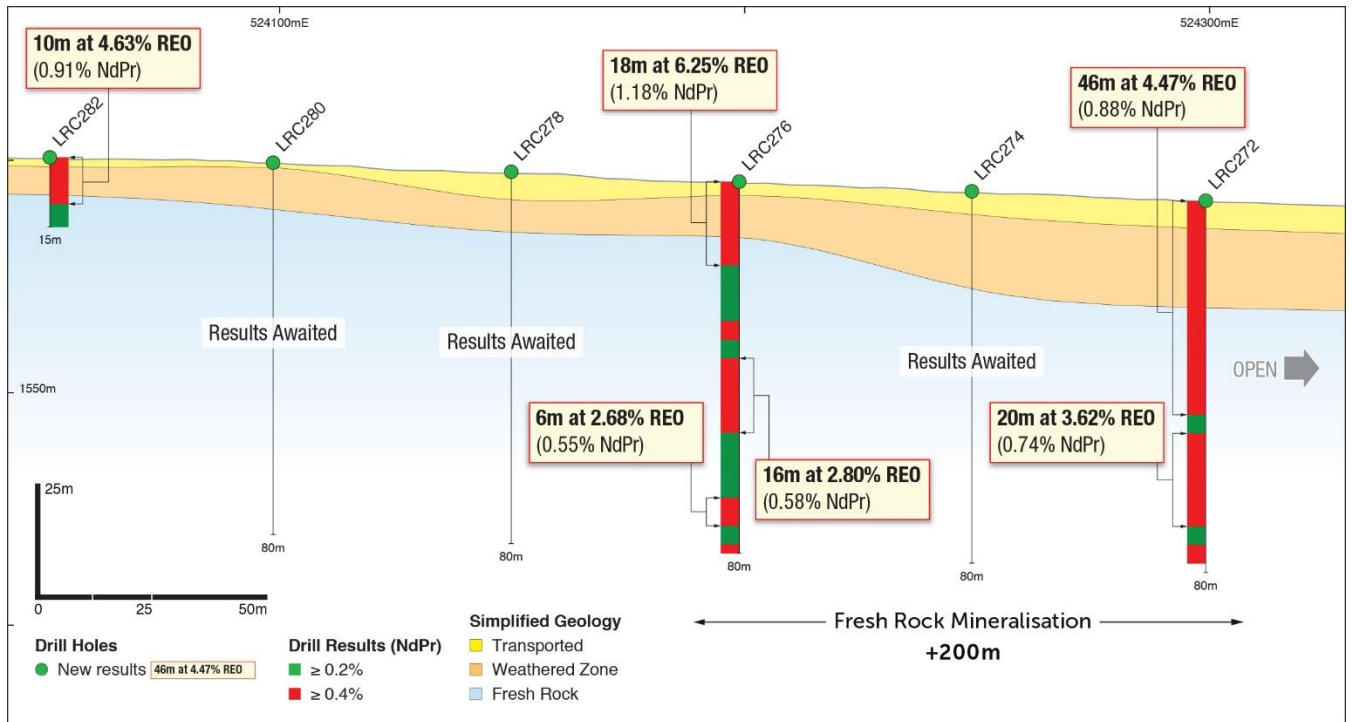 524100mE
524300mE
10m at 4.63% REO
(0.91% NdPr)
18m at 6.25% REO
(1.18% NdPr)
46m at 4.47% REO
(0.88% NdPr)
LRC282
LRC280
LRC278
LRC276
LRC274
LRC272
15m
Results Awaited
Results Awaited
Results Awaited
OPEN
1550m
6m at 2.68% REO
(0.55% NdPr)
16m at 2.80% REO
(0.58% NdPr)
20m at 3.62% REO
(0.74% NdPr)
25m
80m
80m
80m
80m
80m
0
25
50m
Drill Holes
New results 46m at 4.47% REO
Drill Results (NdPr)
≥ 0.2%
≥ 0.4%
Simplified Geology
Transported
Weathered Zone
Fresh Rock
Fresh Rock Mineralisation
+200m